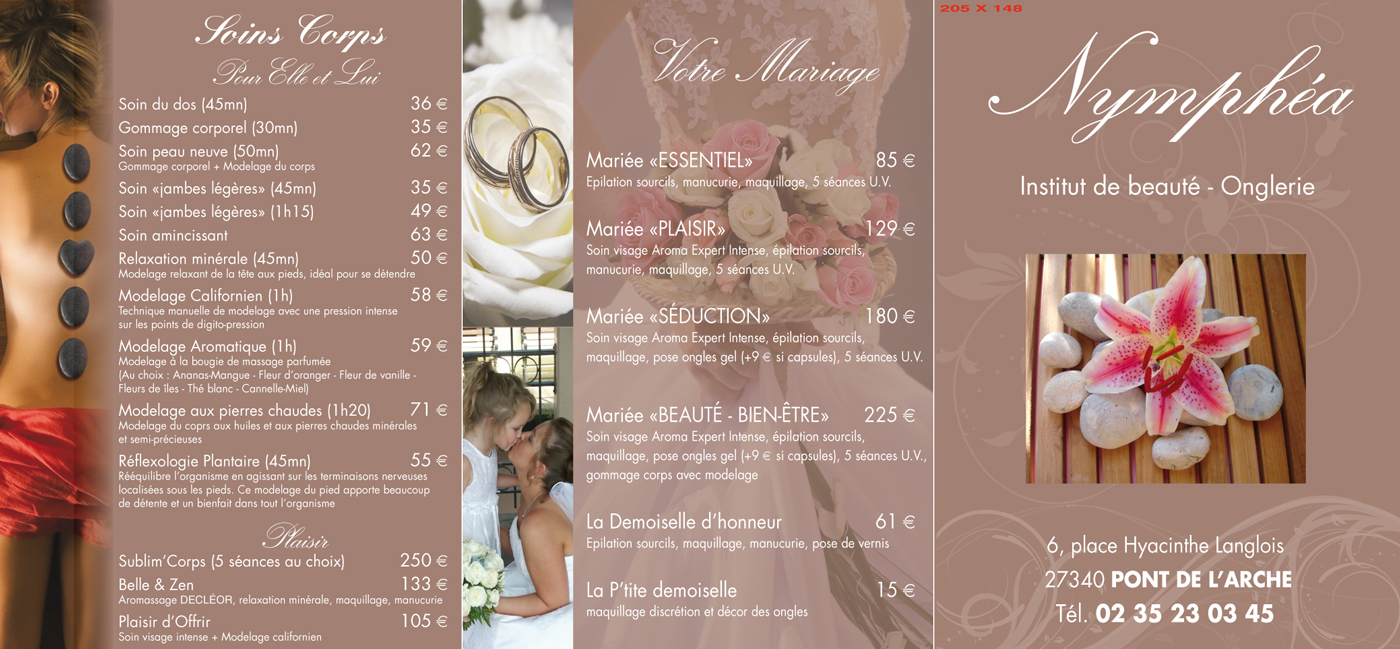 Soins Corps
Pour Elle et Lui
Soin du dos (45mn) 36 €
Gommage corporel (30mn) 35 €
Soin peau neuve (50mn) 62 €
Gommage corporel + Modelage du corps
Soin «jambes légères» (45mn) 35 €
Soin «jambes légères» (1h15) 49 €
Soin amincissant 63 €
Relaxation minérale (45mn) 50 €
Modelage relaxant de la tête aux pieds, idéal pour se détendre
Modelage Californien (1h) 58 €
Technique manuelle de modelage avec une pression intense
sur les points de digito-pression
Modelage Aromatique (1h) 59 €
Modelage à la bougie de massage parfumée
(Au choix : Ananas-Mangue - Fleur d'oranger - Fleur de vanille -
Fleurs de îles - Thé blanc - Cannelle-Miel)
Modelage aux pierres chaudes (1h20) 71 €
Modelage du coprs aux huiles et aux pierres chaudes minérales
et semi-précieuses
Réflexologie Plantaire (45mn) 55 €
Rééquilibre l'organisme en agissant sur les terminaisons nerveuses
localisées sous les pieds. Ce modelage du pied apporte beaucoup
de détente et un bienfait dans tout l'organisme
Plaisir
Sublim'Corps (5 séances au choix) 250 €
Belle & Zen 133 €
Aromassage DECLÉOR, relaxation minérale, maquillage, manucurie
Plaisir d'Offrir 105 €
Soin visage intense + Modelage californien
Votre Mariage
Mariée «ESSENTIEL» 85 €
Epilation sourcils, manucurie, maquillage, 5 séances U.V.
Mariée «PLAISIR» 129 €
Soin visage Aroma Expert Intense, épilation sourcils,
manucurie, maquillage, 5 séances U.V.
Mariée «SÉDUCTION» 180 €
Soin visage Aroma Expert Intense, épilation sourcils,
maquillage, pose ongles gel (+9 € si capsules), 5 séances U.V.
Mariée «BEAUTÉ - BIEN-ÊTRE» 225 €
Soin visage Aroma Expert Intense, épilation sourcils,
maquillage, pose ongles gel (+9 € si capsules), 5 séances U.V.,
gommage corps avec modelage
La Demoiselle d'honneur 61 €
Epilation sourcils, maquillage, manucurie, pose de vernis
La P'tite demoiselle 15 €
maquillage discrétion et décor des ongles
205 X 148
Nymphéa
Institut de beauté - Onglerie
6, place Hyacinthe Langlois
27340 PONT DE L'ARCHE
Tél. 02 35 23 03 45